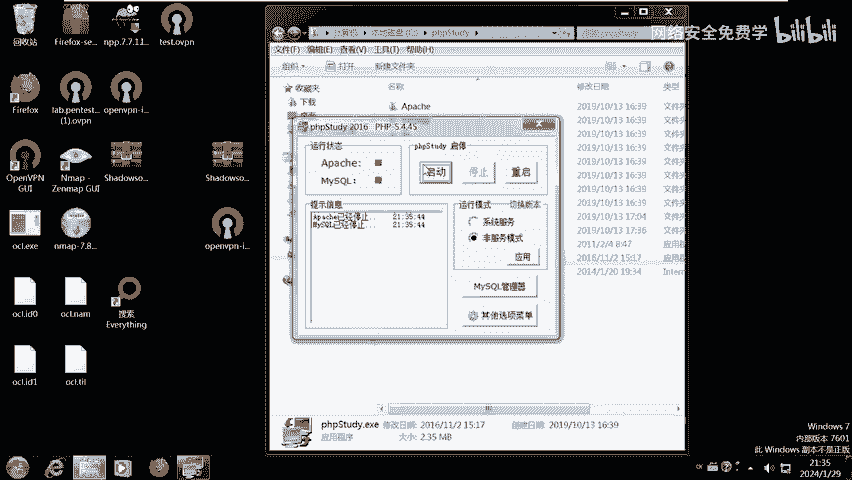 回收站
Firefox-se...
npp.7.7.11...
test.ovpn
Firefox
lab.pentest...
(1).ovpn
openvpn-i...
OpenVPN
GUI
Nmap -
Zenmap GUI
Shadowso...
Shadowso...
ocl.exe
nmap-7.8...
openvpn-i...
ocl.id0
ocl.nam
搜索
Everything
ocl.id1
ocl.til
网络安全免费学 bilibili
计算机 ▸ 本地磁盘 (C:) ▸ phpStudy ▸
文件(F) 编辑(E) 查看(V) 工具(T) 帮助(H)
组织 打开 新建文件夹
收藏夹
下载
名称
修改日期
类型
Apache
2019/10/13 16:39
文件夹
2019/10/13 16:39
2019/10/13 16:39
2019/10/13 16:39
2019/10/13 16:39
2019/10/13 16:39
2019/10/13 16:39
2019/10/13 16:39
2019/10/13 17:04
2019/10/13 17:36
2011/2/4 8:47
2016/11/2 15:17
2014/1/20 19:34
Intern
phpStudy 2016 PHP-5.4.45
运行状态
Apache:
MySQL:
phpStudy 启停
启动
停止
重启
提示信息
Apache已经停止... 21:35:44
MySQL已经停止... 21:35:44
运行模式
切换版本
系统服务
非服务模式
应用
MySQL管理器
其他选项菜单
phpStudy.exe 修改日期: 2016/11/2 15:17 创建日期: 2019/10/13 16:39
应用程序 大小: 2.35 MB
Windows 7
内部版本 7601
此 Windows 副本不是正版
21:35
2024/1/29